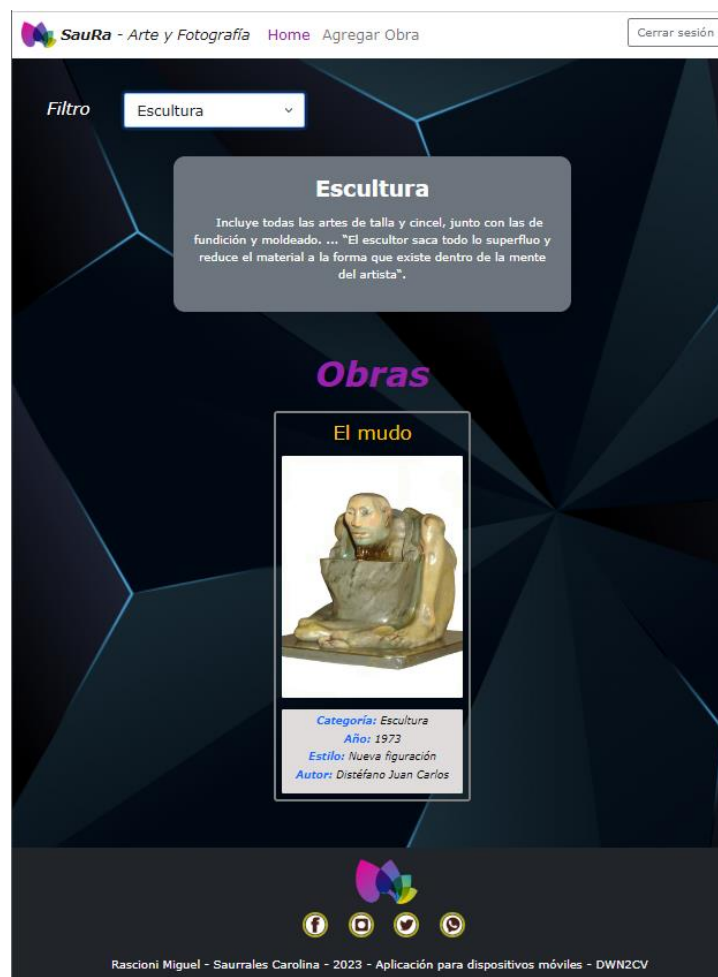 SauRa - Arte y Fotografía Home Agregar Obra Cerrar sesión
Filtro Escultura
Escultura
Incluye todas las artes de talla y cincel, junto con las de
fundición y moldeado. ... "El escultor saca todo lo superfluo y
reduce el material a la forma que existe dentro de la mente
del artista".
Obras
El mudo
Categoría: Escultura
Año: 1973
Estilo: Nueva figuración
Autor: Distéfano Juan Carlos
Rascioni Miguel - Saurrales Carolina - 2023 - Aplicación para dispositivos móviles - DWN2CV